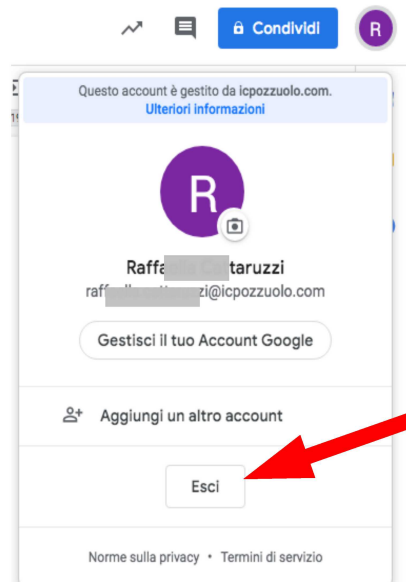 Condividi
R
Questo account è gestito da icpozzuolo.com.
Ulteriori informazioni
R
Gestisci il tuo Account Google
Aggiungi un altro account
Esci
Norme sulla privacy • Termini di servizio